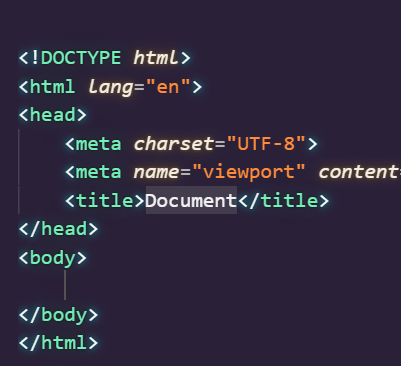 <!DOCTYPE html>
<html lang="en">
<head>
    <meta charset="UTF-8">
    <meta name="viewport" content=
    <title>Document</title>
</head>
<body>

</body>
</html>